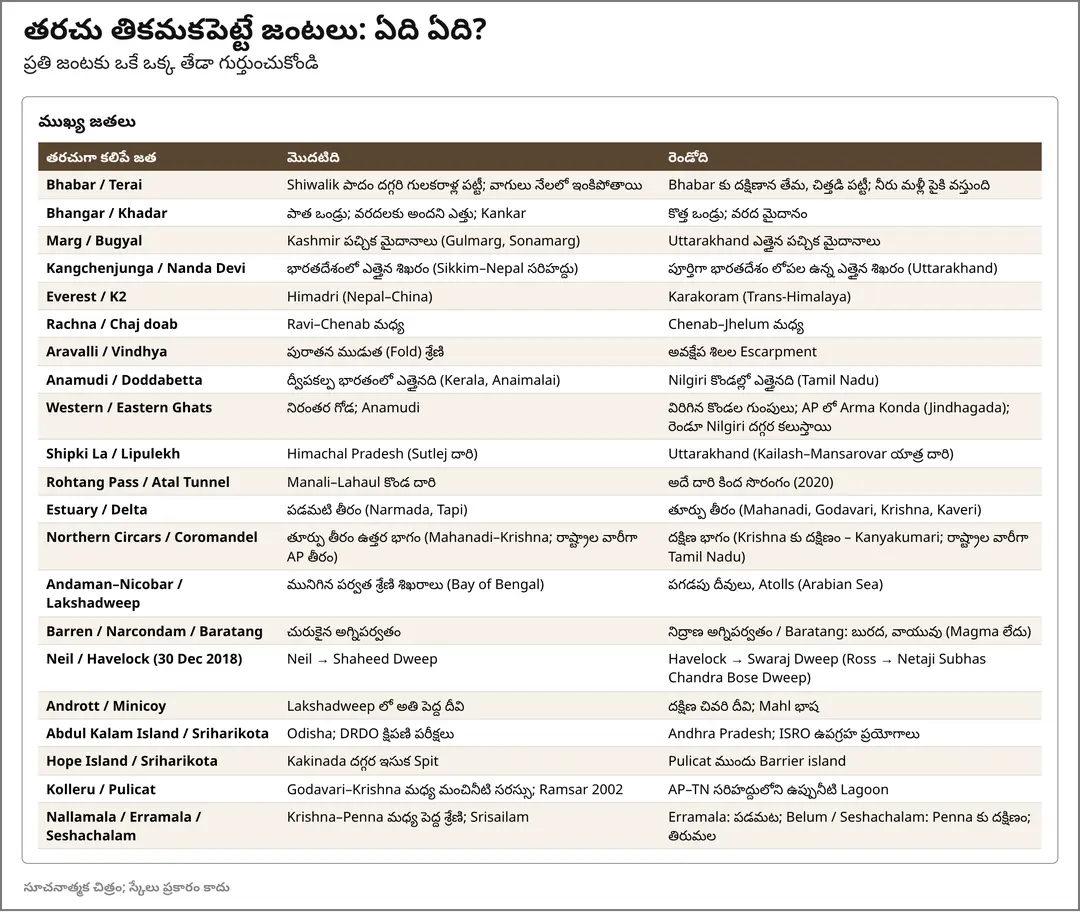 తరచు తికమకపెట్టే జంటలు: ఏది ఏది?
ప్రతి జంటకు ఒకే ఒక్క తేడా గుర్తుంచుకోండి
ముఖ్య జతలు
తరచుగా కలిపే జత మొదటిది రెండోది
Bhabar / Terai Shiwalik పాదం దగ్గరి గులకరాళ్ల పట్టీ; వాగులు నేలలో ఇంకిపోతాయి Bhabar కు దక్షిణాన తేమ, చిత్తడి పట్టీ; నీరు మళ్లీ పైకి వస్తుంది
Bhangar / Khadar పాత ఒండ్రు; వరదలకు అందని ఎత్తు; Kankar కొత్త ఒండ్రు; వరద మైదానం
Marg / Bugyal Kashmir పచ్చిక మైదానాలు (Gulmarg, Sonamarg) Uttarakhand ఎత్తైన పచ్చిక మైదానాలు
Kangchenjunga / Nanda Devi భారతదేశంలో ఎత్తైన శిఖరం (Sikkim–Nepal సరిహద్దు) పూర్తిగా భారతదేశం లోపల ఉన్న ఎత్తైన శిఖరం (Uttarakhand)
Everest / K2 Himadri (Nepal–China) Karakoram (Trans-Himalaya)
Rachna / Chaj doab Ravi–Chenab మధ్య Chenab–Jhelum మధ్య
Aravalli / Vindhya పురాతన ముడుత (Fold) శ్రేణి అవక్షేప శిలల Escarpment
Anamudi / Doddabetta ద్వీపకల్ప భారతంలో ఎత్తైనది (Kerala, Anaimalai) Nilgiri కొండల్లో ఎత్తైనది (Tamil Nadu)
Western / Eastern Ghats నిరంతర గోడ; Anamudi విరిగిన కొండల గుంపులు; AP లో Arma Konda (Jindhagada);
రెండూ Nilgiri దగ్గర కలుస్తాయి
Shipki La / Lipulekh Himachal Pradesh (Sutlej దారి) Uttarakhand (Kailash–Mansarovar యాత్ర దారి)
Rohtang Pass / Atal Tunnel Manali–Lahaul కొండ దారి అదే దారి కింద సొరంగం (2020)
Estuary / Delta పడమటి తీరం (Narmada, Tapi) తూర్పు తీరం (Mahanadi, Godavari, Krishna, Kaveri)
Northern Circars / Coromandel తూర్పు తీరం ఉత్తర భాగం (Mahanadi–Krishna; రాష్ట్రాల వారీగా దక్షిణ భాగం (Krishna కు దక్షిణం – Kanyakumari; రాష్ట్రాల వారీగా
AP తీరం) Tamil Nadu)
Andaman–Nicobar / మునిగిన పర్వత శ్రేణి శిఖరాలు (Bay of Bengal) పగడపు దీవులు, Atolls (Arabian Sea)
Lakshadweep
Barren / Narcondam / Baratang చురుకైన అగ్నిపర్వతం నిద్రాణ అగ్నిపర్వతం / Baratang: బురద, వాయువు (Magma లేదు)
Neil / Havelock (30 Dec 2018) Neil → Shaheed Dweep Havelock → Swaraj Dweep (Ross → Netaji Subhas
Chandra Bose Dweep)
Andrott / Minicoy Lakshadweep లో అతి పెద్ద దీవి దక్షిణ చివరి దీవి; Mahl భాష
Abdul Kalam Island / Sriharikota Odisha; DRDO క్షిపణి పరీక్షలు Andhra Pradesh; ISRO ఉపగ్రహ ప్రయోగాలు
Hope Island / Sriharikota Kakinada దగ్గర ఇసుక Spit Pulicat ముందు Barrier island
Kolleru / Pulicat Godavari–Krishna మధ్య మంచినీటి సరస్సు; Ramsar 2002 AP–TN సరిహద్దులోని ఉప్పునీటి Lagoon
Nallamala / Erramala / Krishna–Penna మధ్య పెద్ద శ్రేణి; Srisailam Erramala: పడమట; Belum / Seshachalam: Penna కు దక్షిణం;
Seshachalam తిరుమల
సూచనాత్మక చిత్రం; స్కేలు ప్రకారం కాదు